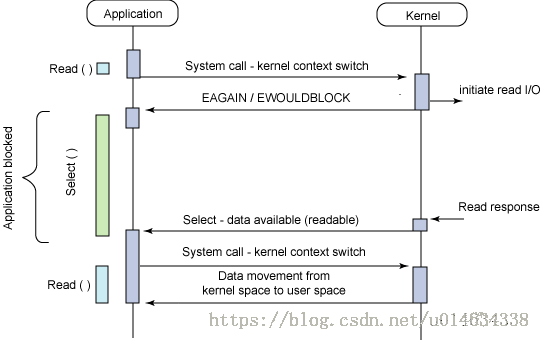 Application
Kernel
Read ( )
System call - kernel context switch
initiate read I/O
EAGAIN / EWOULDBLOCK
Application blocked
Select ( )
Read response
Select - data available (readable)
System call - kernel context switch
Read ( )
Data movement from
kernel space to user space
https://blog.csdn.net/u014634338